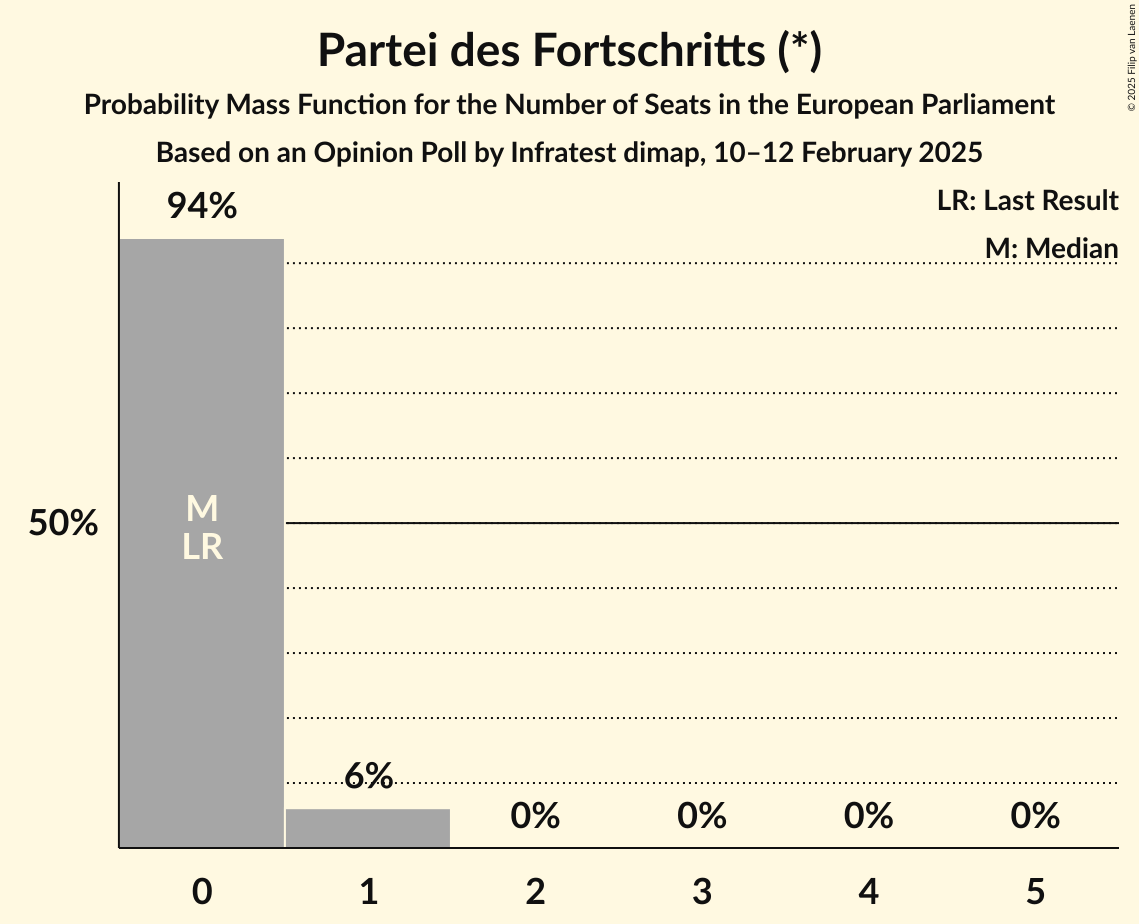 Partei des Fortschritts (*)
Probability Mass Function for the Number of Seats in the European Parliament
Based on an Opinion Poll by Infratest dimap, 10–12 February 2025
© 2025 Filip van Laenen
LR: Last Result
M: Median
94%
M
LR
50%
6%
0%
0%
0%
0%
0
1
2
3
4
5